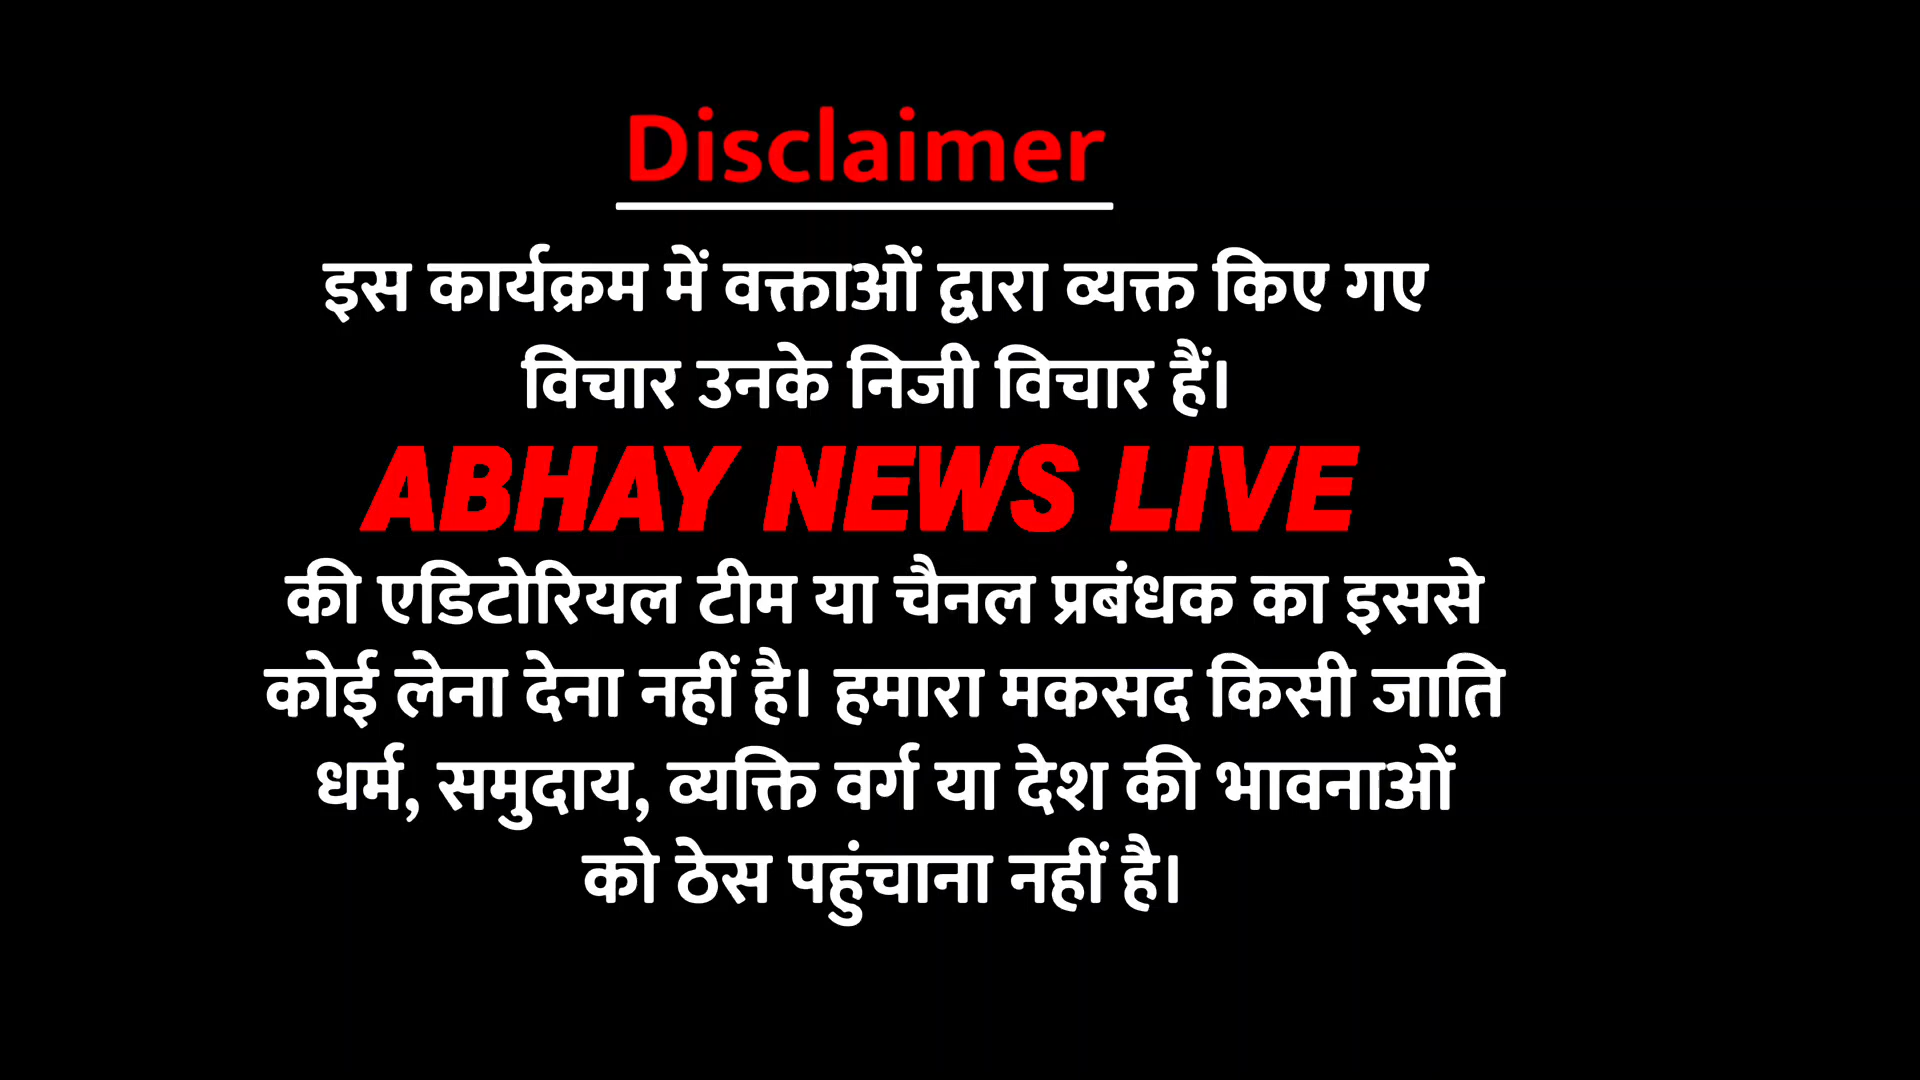 Disclaimer
इस कार्यक्रम में वक्ताओं द्वारा व्यक्त किए गए
विचार उनके निजी विचार हैं।
ABHAY NEWS LIVE
की एडिटोरियल टीम या चैनल प्रबंधक का इससे
कोई लेना देना नहीं है। हमारा मकसद किसी जाति
धर्म, समुदाय, व्यक्ति वर्ग या देश की भावनाओं
को ठेस पहुंचाना नहीं है।